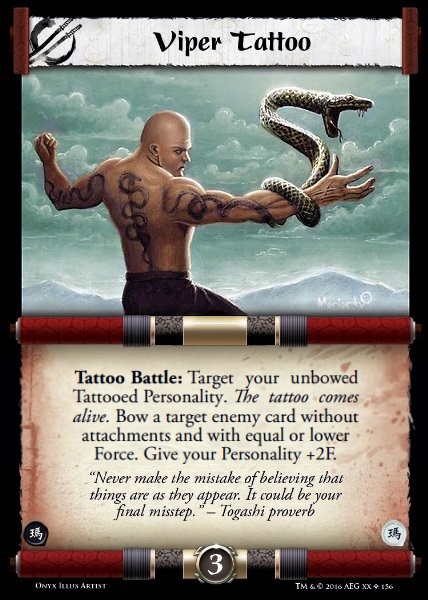 Viper Tattoo
Tattoo Battle: Target your unbowed
Tattooed Personality. The tattoo comes
alive. Bow a target enemy card without
attachments and with equal or lower
Force. Give your Personality +2F.
“Never make the mistake of believing that
things are as they appear. It could be your
final misstep.” – Togashi proverb
瑪
瑪
3
Onyx Illus Artist
TM & © 2016 AEG XX ❖ 156